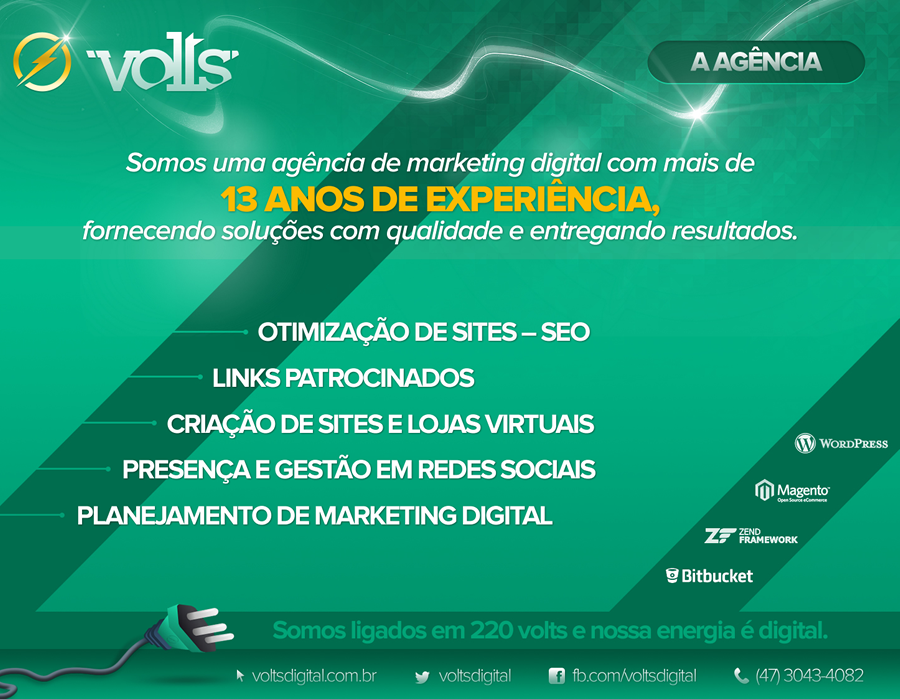 volts
A AGÊNCIA
Somos uma agência de marketing digital com mais de
13 ANOS DE EXPERIÊNCIA,
fornecendo soluções com qualidade e entregando resultados.
OTIMIZAÇÃO DE SITES – SEO
LINKS PATROCINADOS
CRIAÇÃO DE SITES E LOJAS VIRTUAIS
PRESENÇA E GESTÃO EM REDES SOCIAIS
PLANEJAMENTO DE MARKETING DIGITAL
WORDPRESS
Magento
Open Source eCommerce
ZF ZEND
FRAMEWORK
Bitbucket
Somos ligados em 220 volts e nossa energia é digital.
voltsdigital.com.br voltsdigital fb.com/voltsdigital (47) 3043-4082